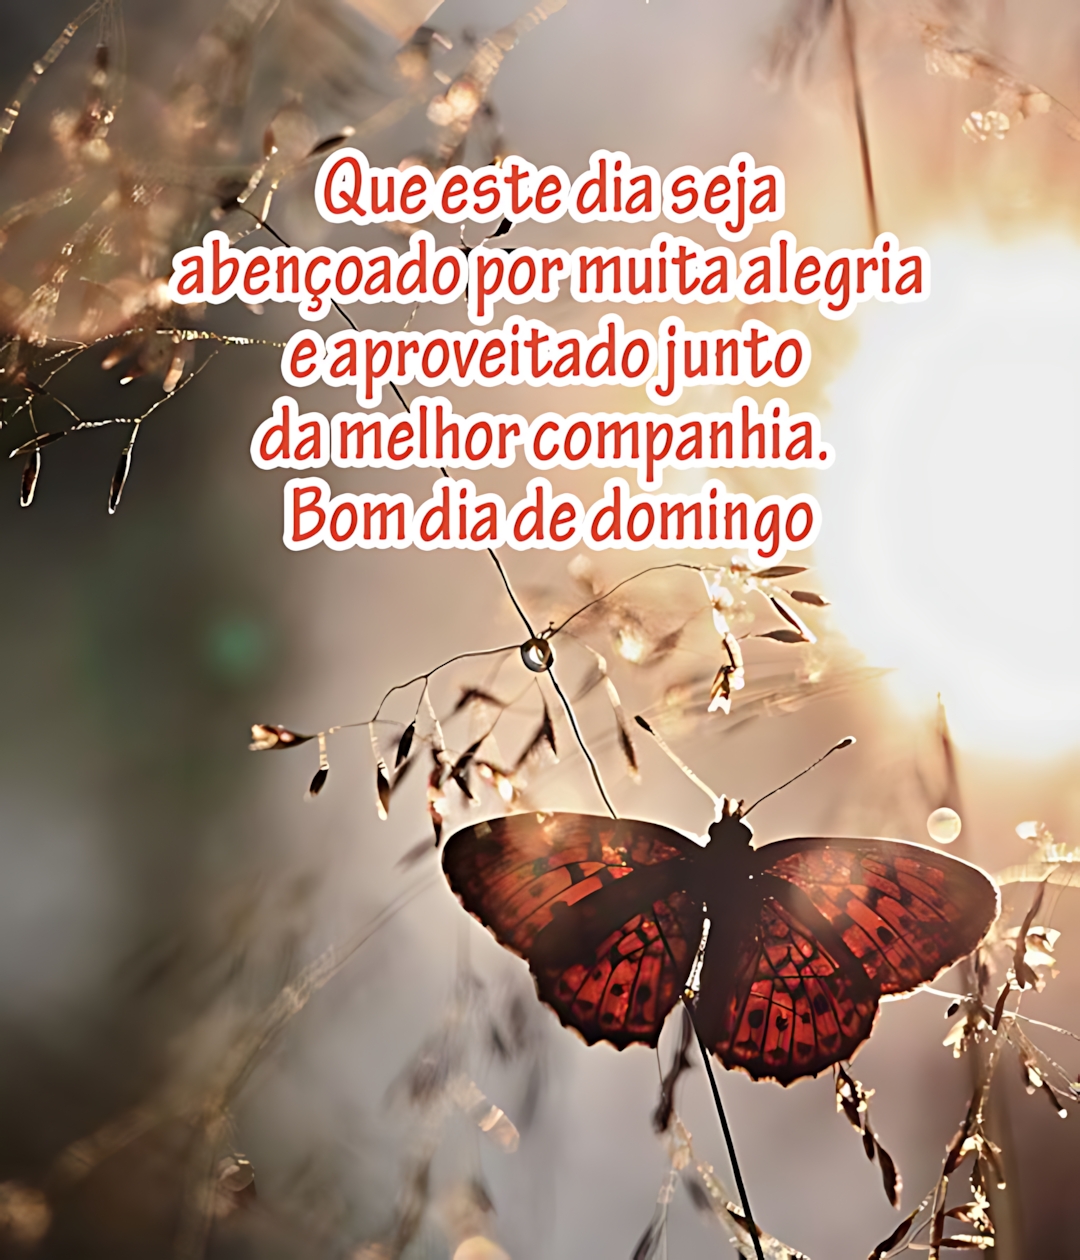 Que este dia seja
abençoado por muita alegria
e aproveitado junto
da melhor companhia.
Bom dia de domingo